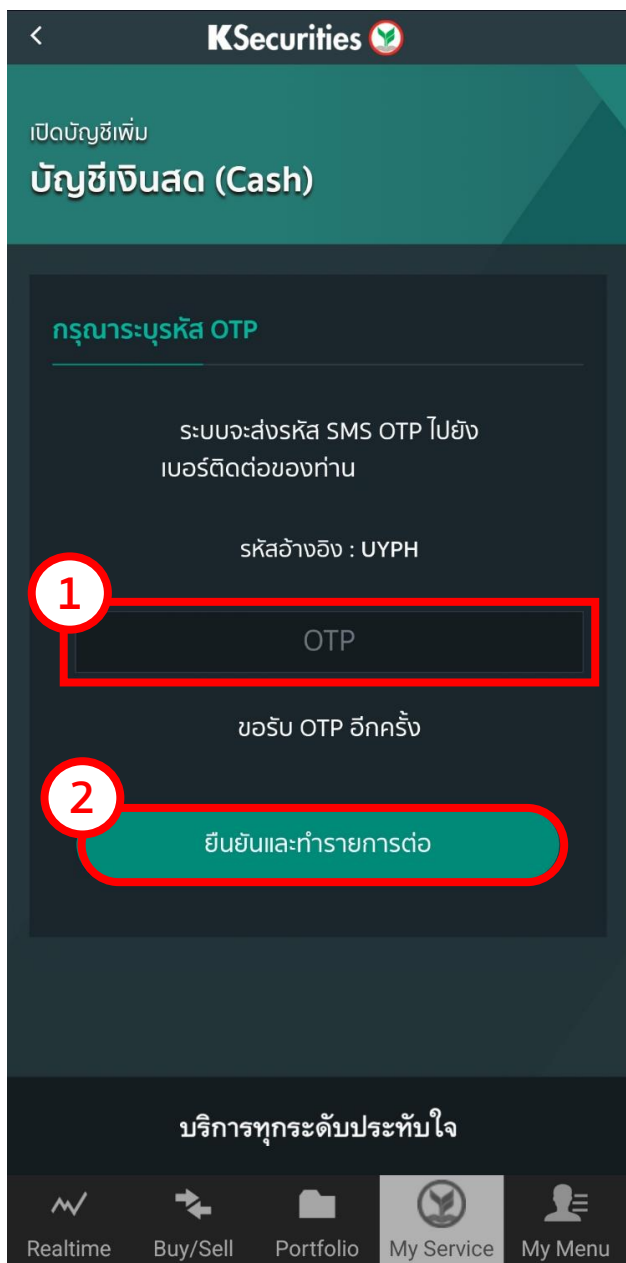 KSecurities
เปิดบัญชีเพิ่ม
บัญชีเงินสด (Cash)
กรุณาระบุรหัส OTP
ระบบจะส่งรหัส SMS OTP ไปยัง
เบอร์ติดต่อของท่าน
รหัสอ้างอิง : UYPH
1
OTP
ขอรับ OTP อีกครั้ง
2
ยืนยันและทำรายการต่อ
บริการทุกระดับประทับใจ
Realtime Buy/Sell Portfolio My Service My Menu